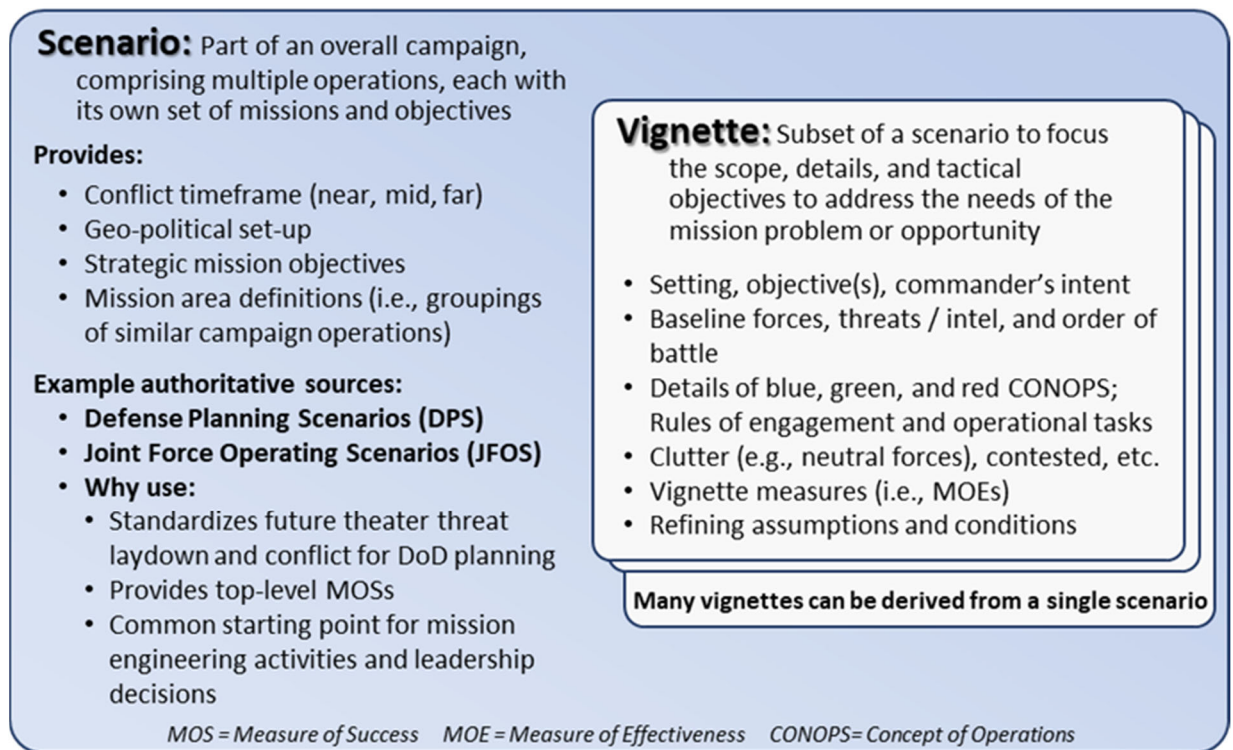 Scenario: Part of an overall campaign,
comprising multiple operations, each with
its own set of missions and objectives
Provides:
• Conflict timeframe (near, mid, far)
• Geo-political set-up
• Strategic mission objectives
• Mission area definitions (i.e., groupings
of similar campaign operations)
Example authoritative sources:
• Defense Planning Scenarios (DPS)
• Joint Force Operating Scenarios (JFOS)
• Why use:
• Standardizes future theater threat
laydown and conflict for DoD planning
• Provides top-level MOSs
• Common starting point for mission
engineering activities and leadership
decisions
Vignette: Subset of a scenario to focus
the scope, details, and tactical
objectives to address the needs of the
mission problem or opportunity
• Setting, objective(s), commander’s intent
• Baseline forces, threats / intel, and order of
battle
• Details of blue, green, and red CONOPS;
Rules of engagement and operational tasks
• Clutter (e.g., neutral forces), contested, etc.
• Vignette measures (i.e., MOEs)
• Refining assumptions and conditions
Many vignettes can be derived from a single scenario
MOS = Measure of Success MOE = Measure of Effectiveness CONOPS= Concept of Operations